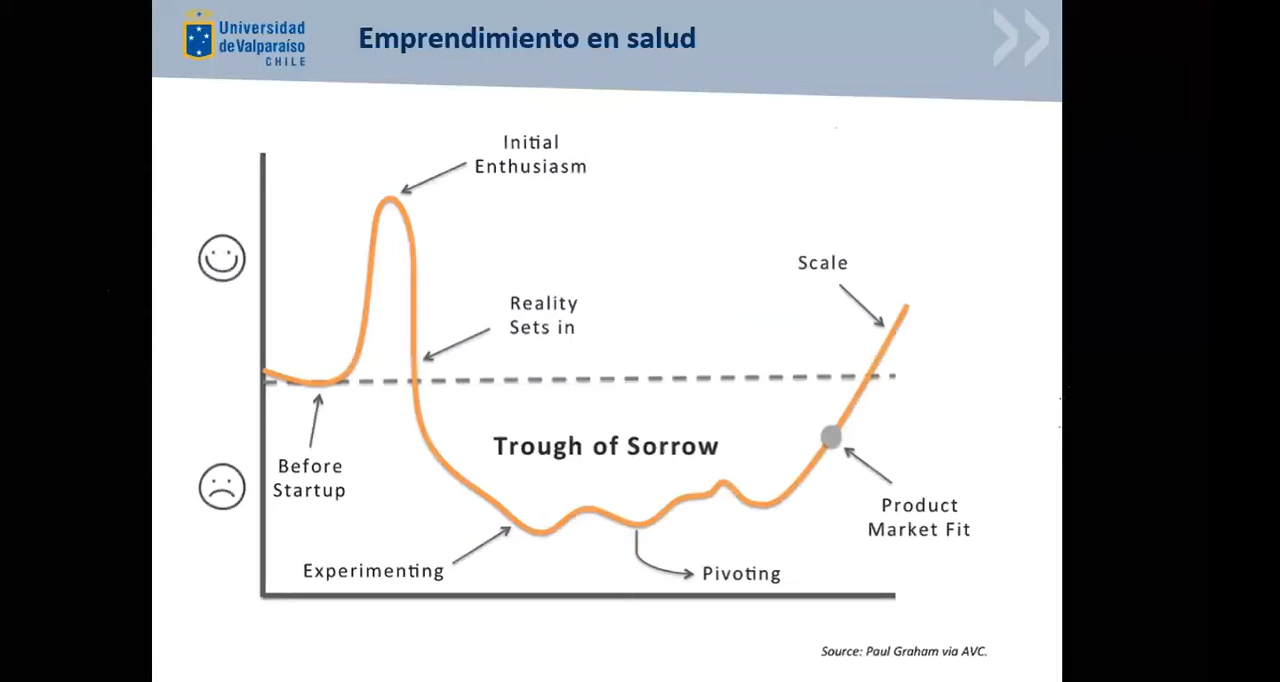 Universidad
de Valparaíso
CHILE
Emprendimiento en salud
Initial
Enthusiasm
Scale
Reality
Sets in
Trough of Sorrow
Before
Startup
Product
Market Fit
Experimenting
Pivoting
Source: Paul Graham via AVC.